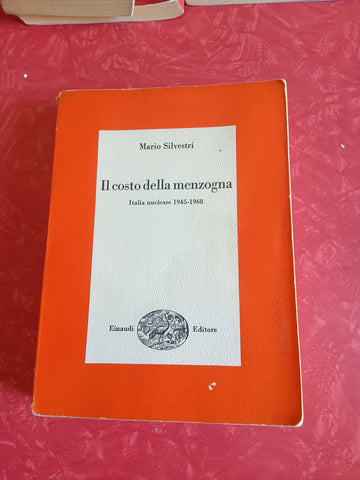 Mario Silvestri
Il costo della menzogna
Italia nucleare 1945-1968
Einaudi Editore